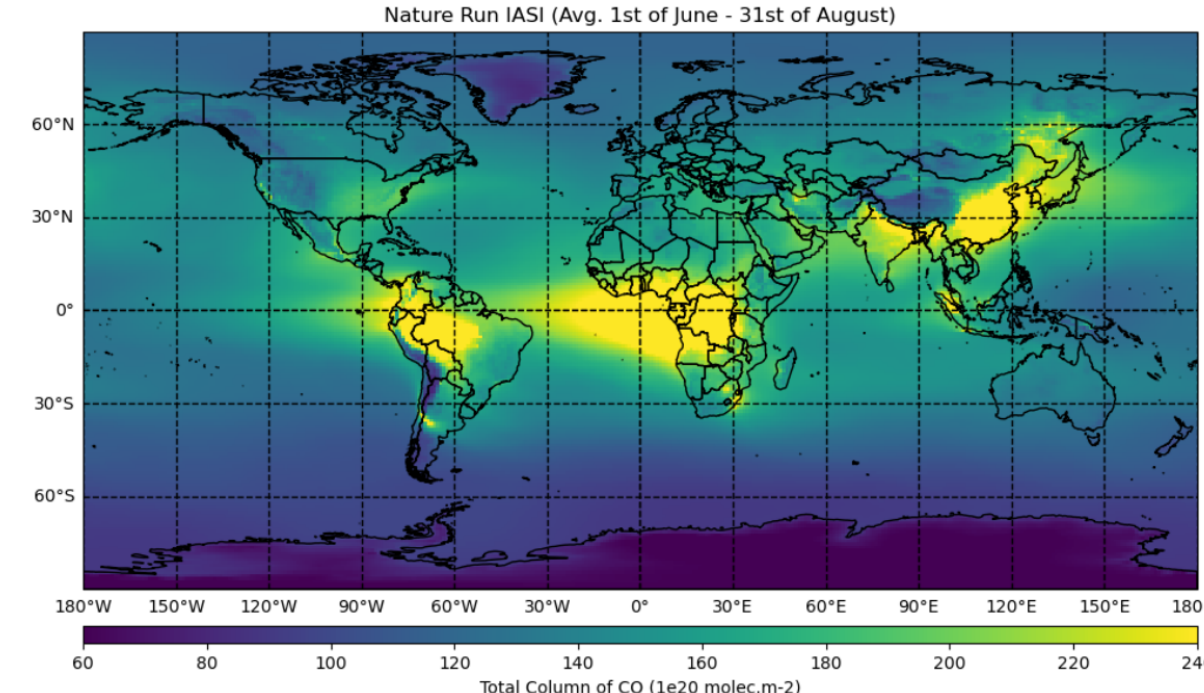 Nature Run IASI (Avg. 1st of June - 31st of August)
60°N
30°N
0°
30°S
60°S
180°W 150°W 120°W 90°W 60°W 30°W 0° 30°E 60°E 90°E 120°E 150°E 180
60 80 100 120 140 160 180 200 220 24
Total Column of CO (1e20 molec.m-2)